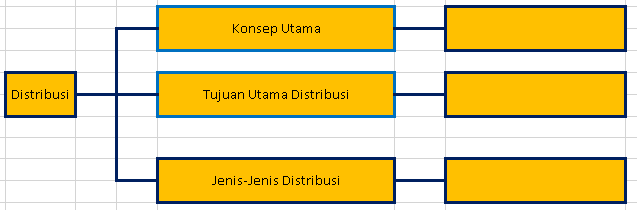 Konsep Utama
Distribusi
Tujuan Utama Distribusi
Jenis-Jenis Distribusi